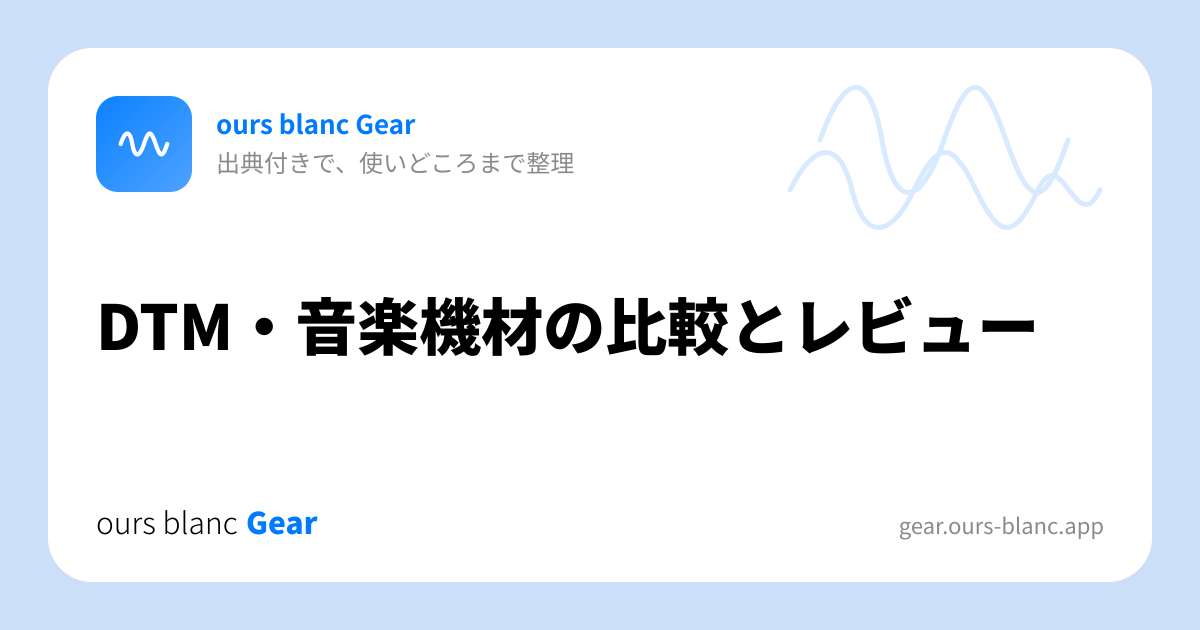 ours blanc Gear
出典付きで、使いどころまで整理
DTM・音楽機材の比較とレビュー
ours blanc Gear
gear.ours-blanc.app